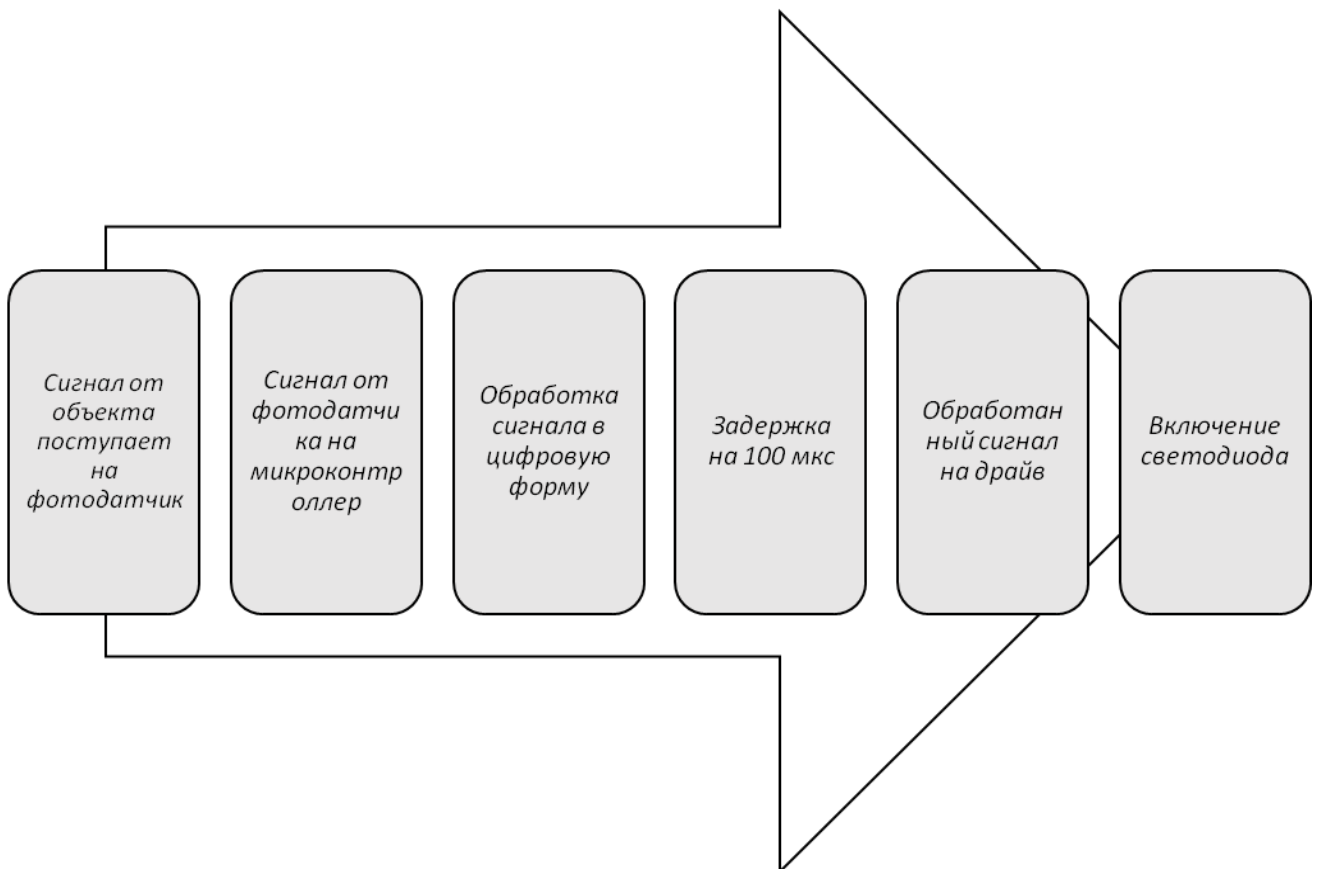 Сигнал от
объекта
поступает
на
фотодатчик
Сигнал от
фотодатчи
ка на
микроконтр
оллер
Обработка
сигнала в
цифровую
форму
Задержка
на 100 мкс
Обработан
ный сигнал
на драйв
Включение
светодиода